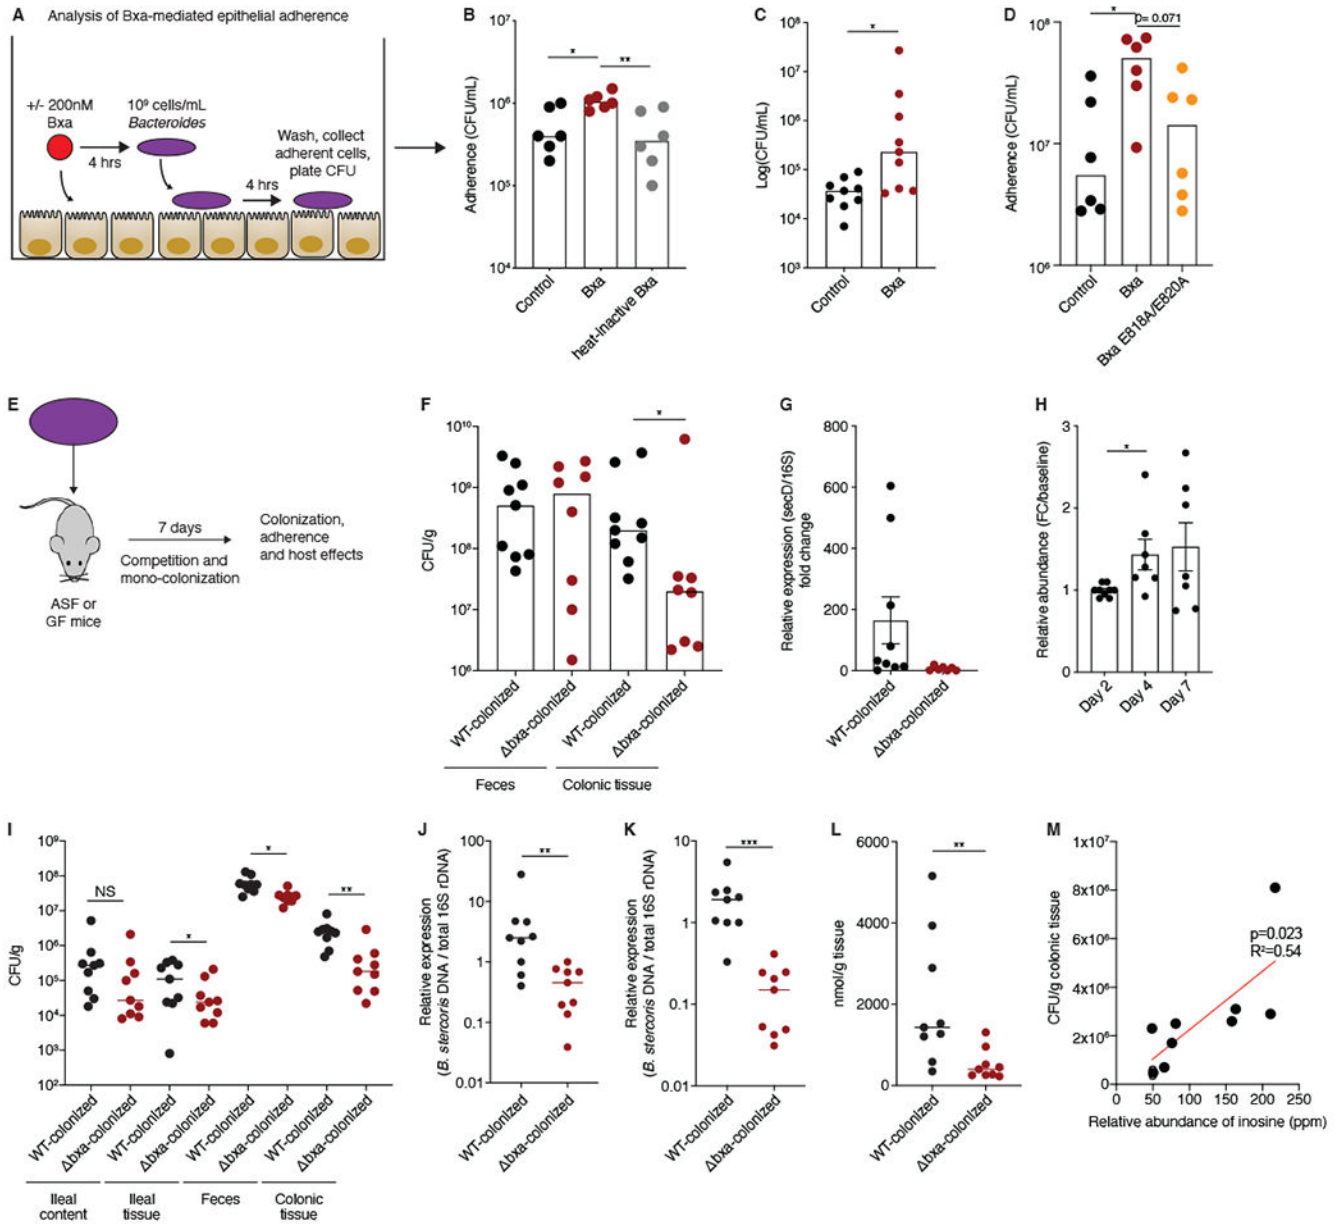 A Analysis of Bxa-mediated epithelial adherence
+/- 200nM
Bxa
4 hrs
10⁹ cells/mL
Bacteroides
4 hrs
Wash, collect
adherent cells,
plate CFU
B
Adherence (CFU/mL)
10⁷
10⁶
10⁵
10⁴
*
**
Control
Bxa
heat-inactive Bxa
C
Log(CFU/mL)
10⁸
10⁷
10⁶
10⁵
10⁴
10³
*
Control
Bxa
D
Adherence (CFU/mL)
10⁸
10⁷
10⁶
*
p= 0.071
Control
Bxa
Bxa E818A/E820A
E
ASF or
GF mice
7 days
Competition and
mono-colonization
Colonization,
adherence
and host effects
F
CFU/g
10¹⁰
10⁹
10⁸
10⁷
10⁶
*
WT-colonized
Δbxa-colonized
WT-colonized
Δbxa-colonized
Feces
Colonic tissue
G
Relative expression (secD/16S)
fold change
800
600
400
200
0
WT-colonized
Δbxa-colonized
H
Relative abundance (FC/baseline)
3
2
1
0
*
Day 2
Day 4
Day 7
I
CFU/g
10⁹
10⁸
10⁷
10⁶
10⁵
10⁴
10³
10²
NS
*
*
**
WT-colonized
Δbxa-colonized
WT-colonized
Δbxa-colonized
WT-colonized
Δbxa-colonized
WT-colonized
Δbxa-colonized
Ileal
content
Ileal
tissue
Feces
Colonic
tissue
J
Relative expression
(B. stercoris DNA / total 16S rDNA)
100
10
1
0.1
0.01
**
WT-colonized
Δbxa-colonized
K
Relative expression
(B. stercoris DNA / total 16S rDNA)
10
1
0.1
0.01
***
WT-colonized
Δbxa-colonized
L
nmol/g tissue
6000
4000
2000
0
**
WT-colonized
Δbxa-colonized
M
CFU/g colonic tissue
1x10⁷
8x10⁶
6x10⁶
4x10⁶
2x10⁶
0
p=0.023
R²=0.54
0 50 100 150 200 250
Relative abundance of inosine (ppm)